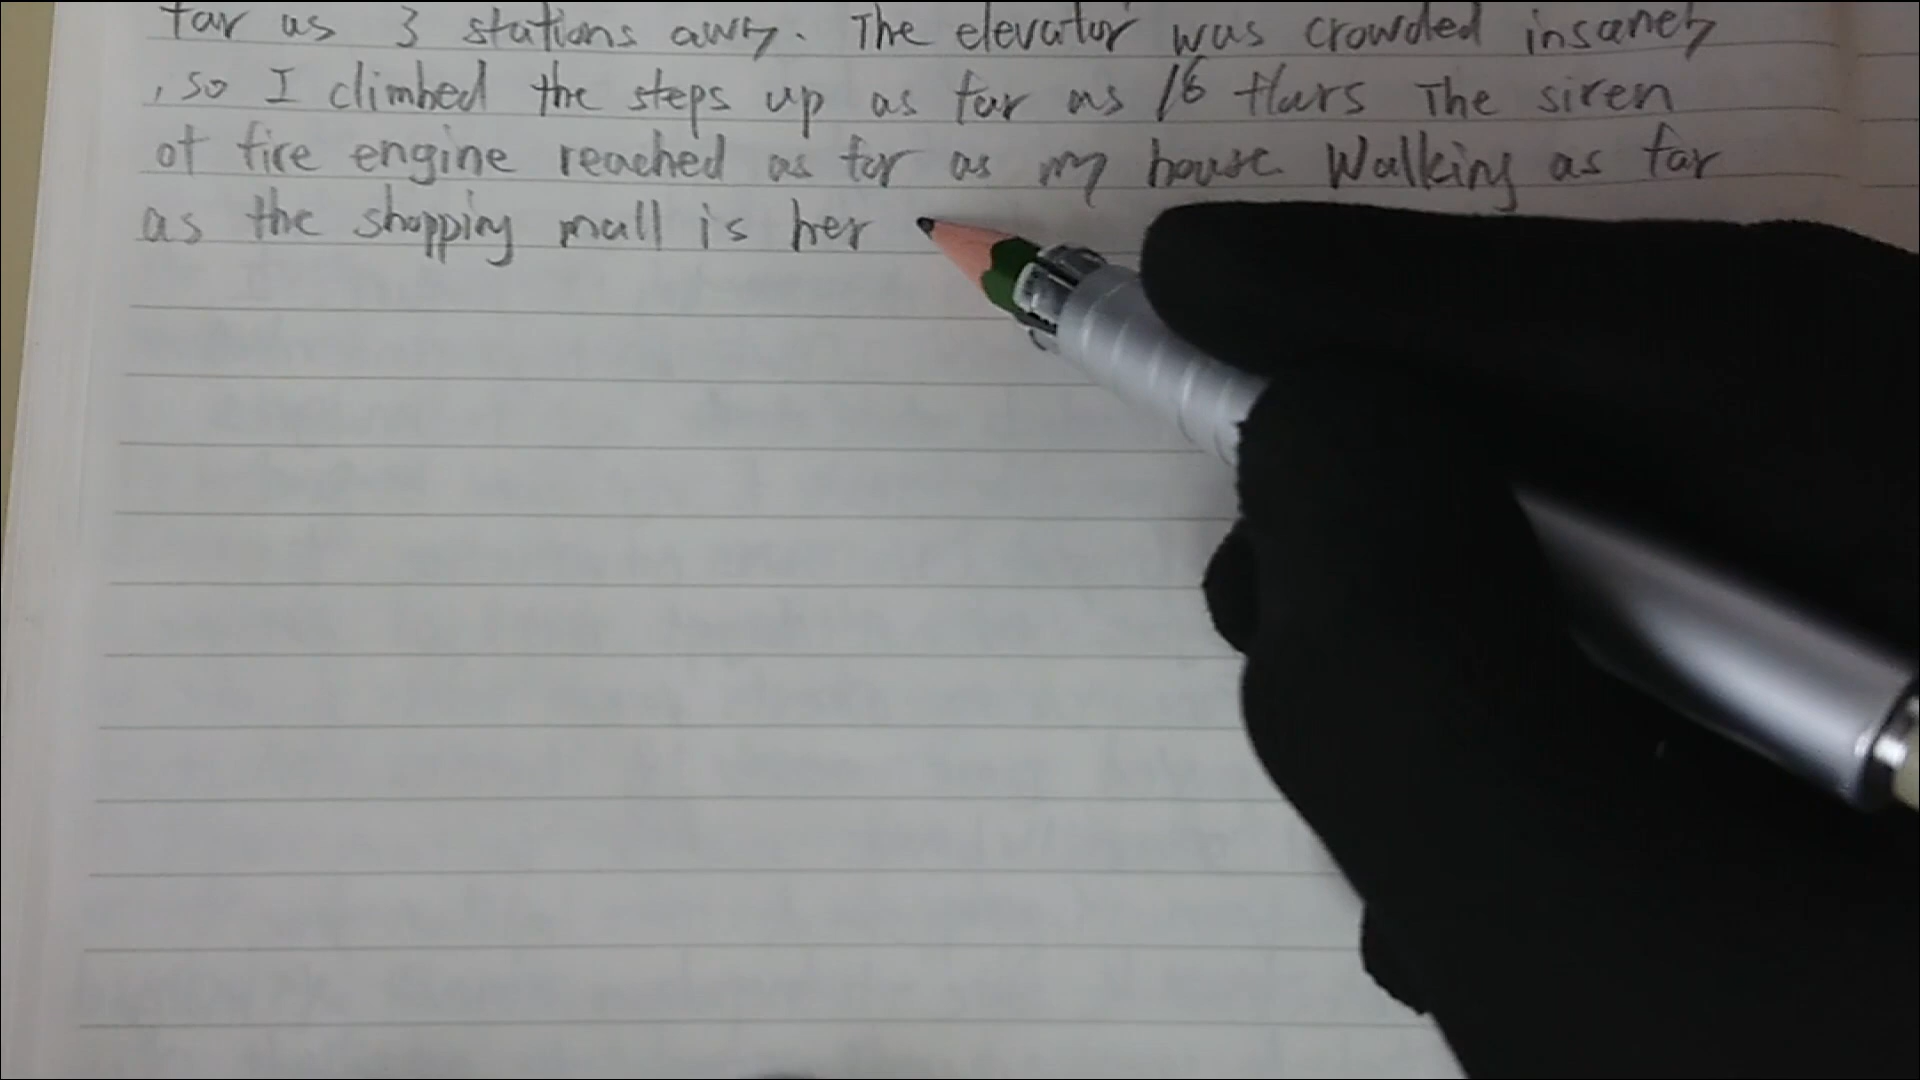 far as 3 stations away. The elevator was crowded insanely
, so I climbed the steps up as far as 16 flours The siren
of fire engine reached as far as my house. Walking as far
as the shopping mall is her